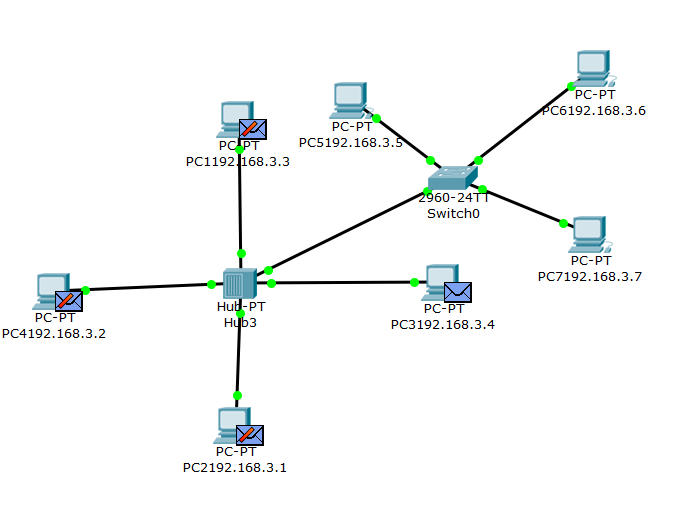 PC-PT
PC6192.168.3.6
PC-PT
PC5192.168.3.5
PC-PT
PC1192.168.3.3
2960-24TT
Switch0
PC-PT
PC7192.168.3.7
Hub-PT
Hub3
PC-PT
PC3192.168.3.4
PC-PT
PC4192.168.3.2
PC-PT
PC2192.168.3.1